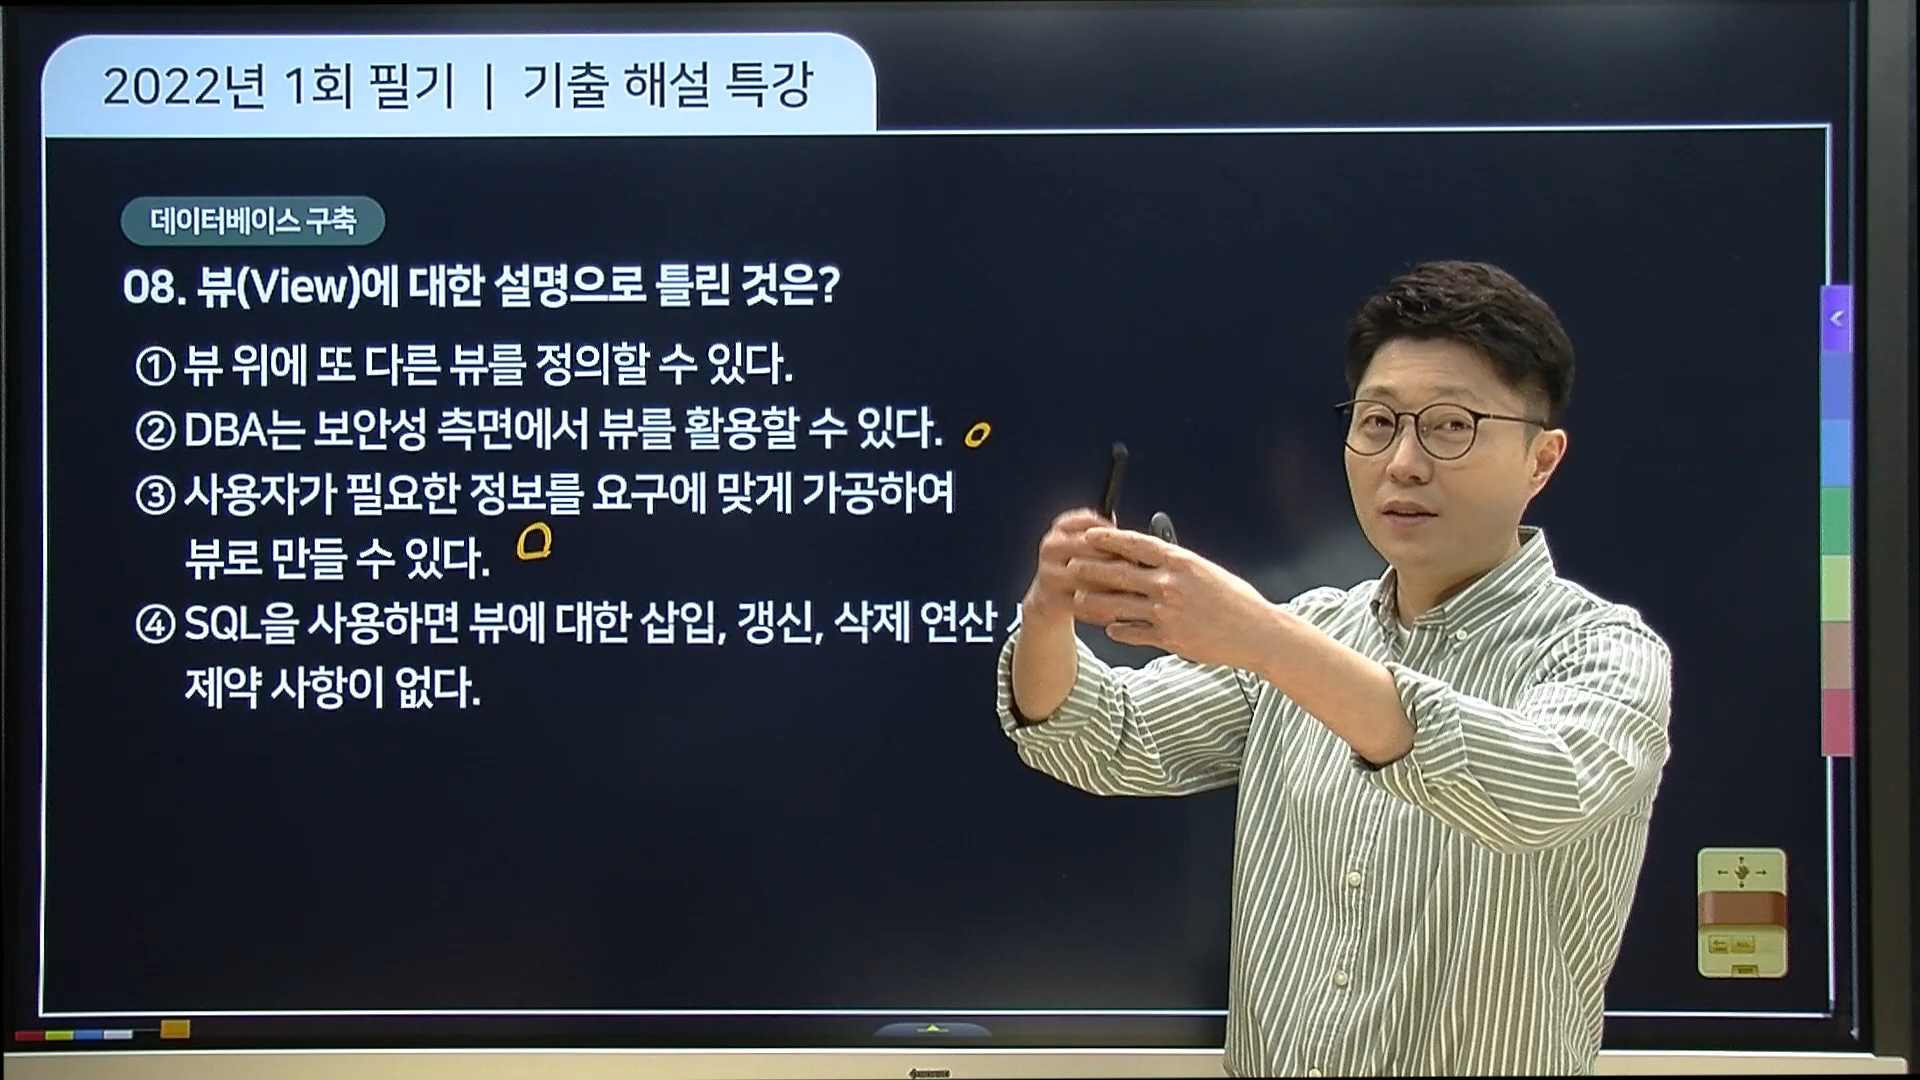 2022년 1회 필기 | 기출 해설 특강
데이터베이스 구축
08. 뷰(View)에 대한 설명으로 틀린 것은?
① 뷰 위에 또 다른 뷰를 정의할 수 있다.
② DBA는 보안성 측면에서 뷰를 활용할 수 있다.
③ 사용자가 필요한 정보를 요구에 맞게 가공하여
뷰로 만들 수 있다.
④ SQL을 사용하면 뷰에 대한 삽입, 갱신, 삭제 연산
제약 사항이 없다.